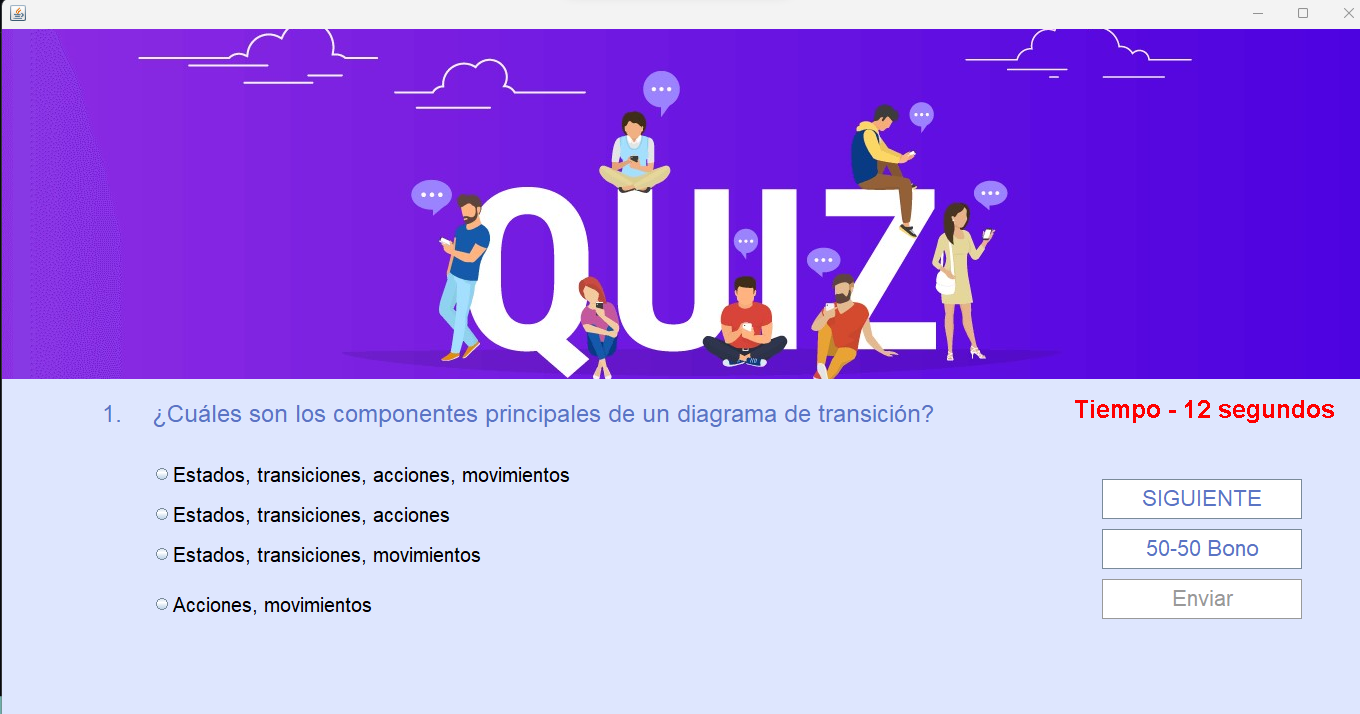 QUIZ
1. ¿Cuáles son los componentes principales de un diagrama de transición?
Tiempo - 12 segundos
Estados, transiciones, acciones, movimientos
Estados, transiciones, acciones
Estados, transiciones, movimientos
Acciones, movimientos
SIGUIENTE
50-50 Bono
Enviar